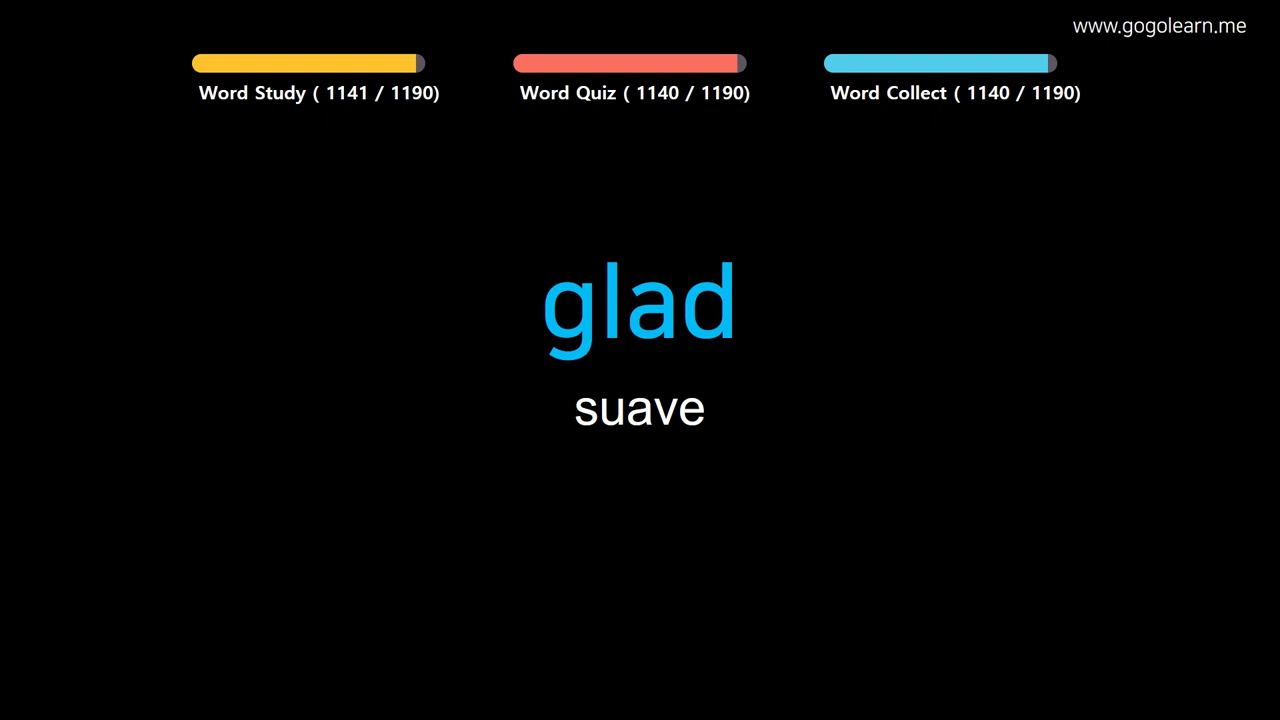 www.gogolearn.me
Word Study ( 1141 / 1190)
Word Quiz ( 1140 / 1190)
Word Collect ( 1140 / 1190)
glad
suave